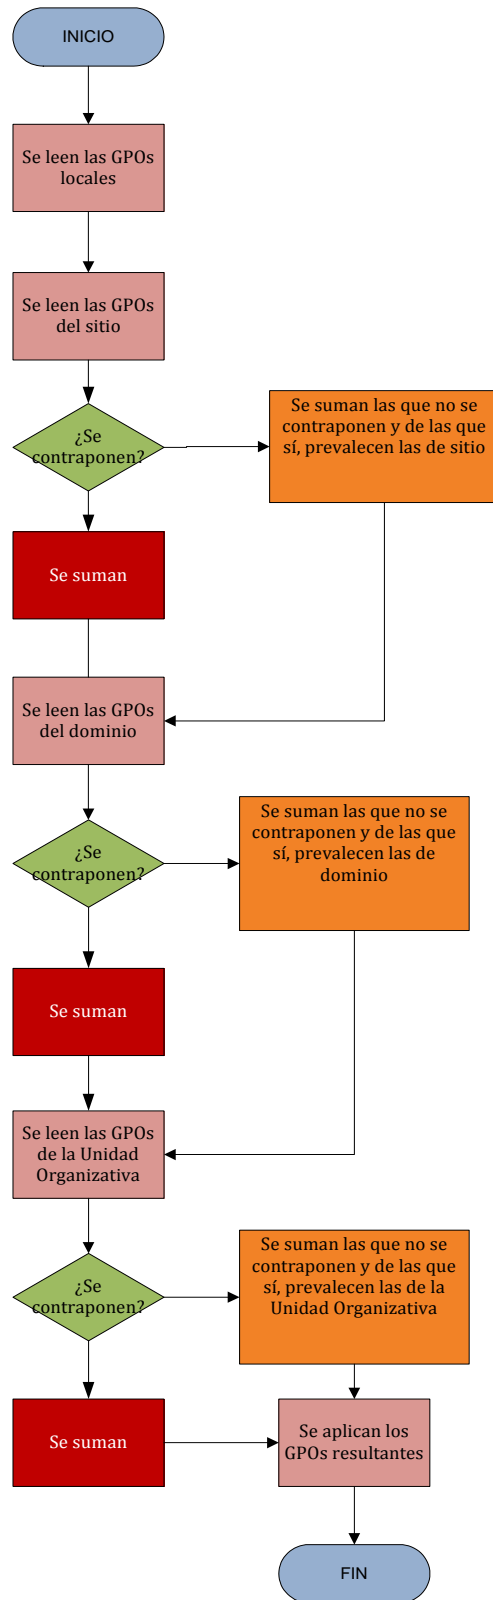 INICIO
Se leen las GPOs
locales
Se leen las GPOs
del sitio
¿Se
contraponen?
Se suman las que no se
contraponen y de las que
sí, prevalecen las de sitio
Se suman
Se leen las GPOs
del dominio
¿Se
contraponen?
Se suman las que no se
contraponen y de las que
sí, prevalecen las de
dominio
Se suman
Se leen las GPOs
de la Unidad
Organizativa
¿Se
contraponen?
Se suman las que no se
contraponen y de las que
sí, prevalecen las de la
Unidad Organizativa
Se suman
Se aplican los
GPOs resultantes
FIN